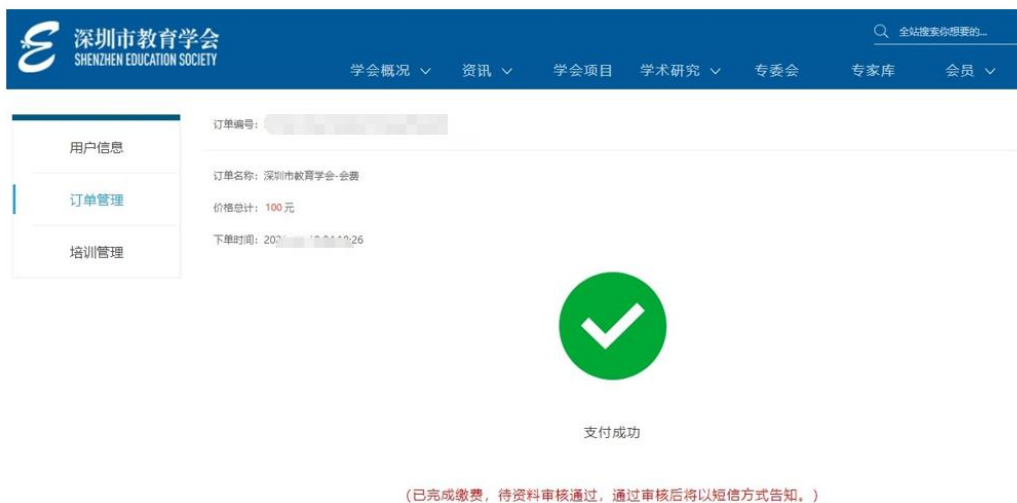 深圳市教育学会
SHENZHEN EDUCATION SOCIETY
全站搜索你想要的...
学会概况 资讯 学会项目 学术研究 专委会 专家库 会员
用户信息
订单管理
培训管理
订单编号：
订单名称：深圳市教育学会-会费
价格总计：100元
下单时间：
支付成功
(已完成缴费，待资料审核通过，通过审核后将以短信方式告知。)